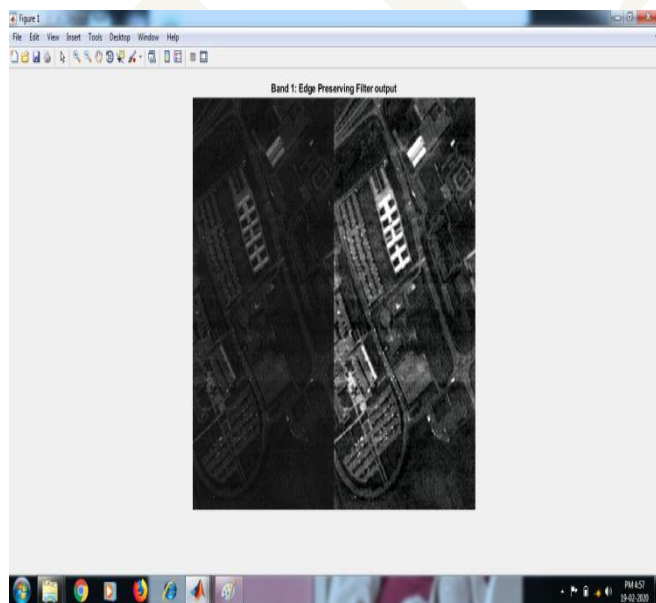 Figure 1
File Edit View Insert Tools Desktop Window Help
Band 1: Edge Preserving Filter output
PM 4:57
19-02-2020